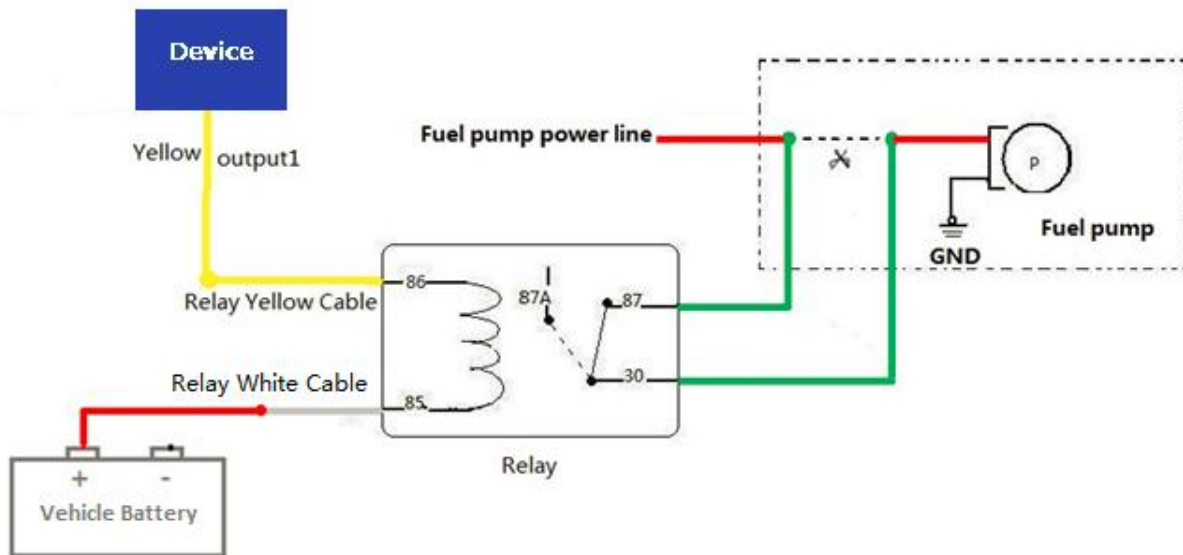 Device
Yellow output1
Fuel pump power line
P
Fuel pump
GND
Relay Yellow Cable
86
87A
87
30
Relay White Cable
85
Relay
+ -
Vehicle Battery